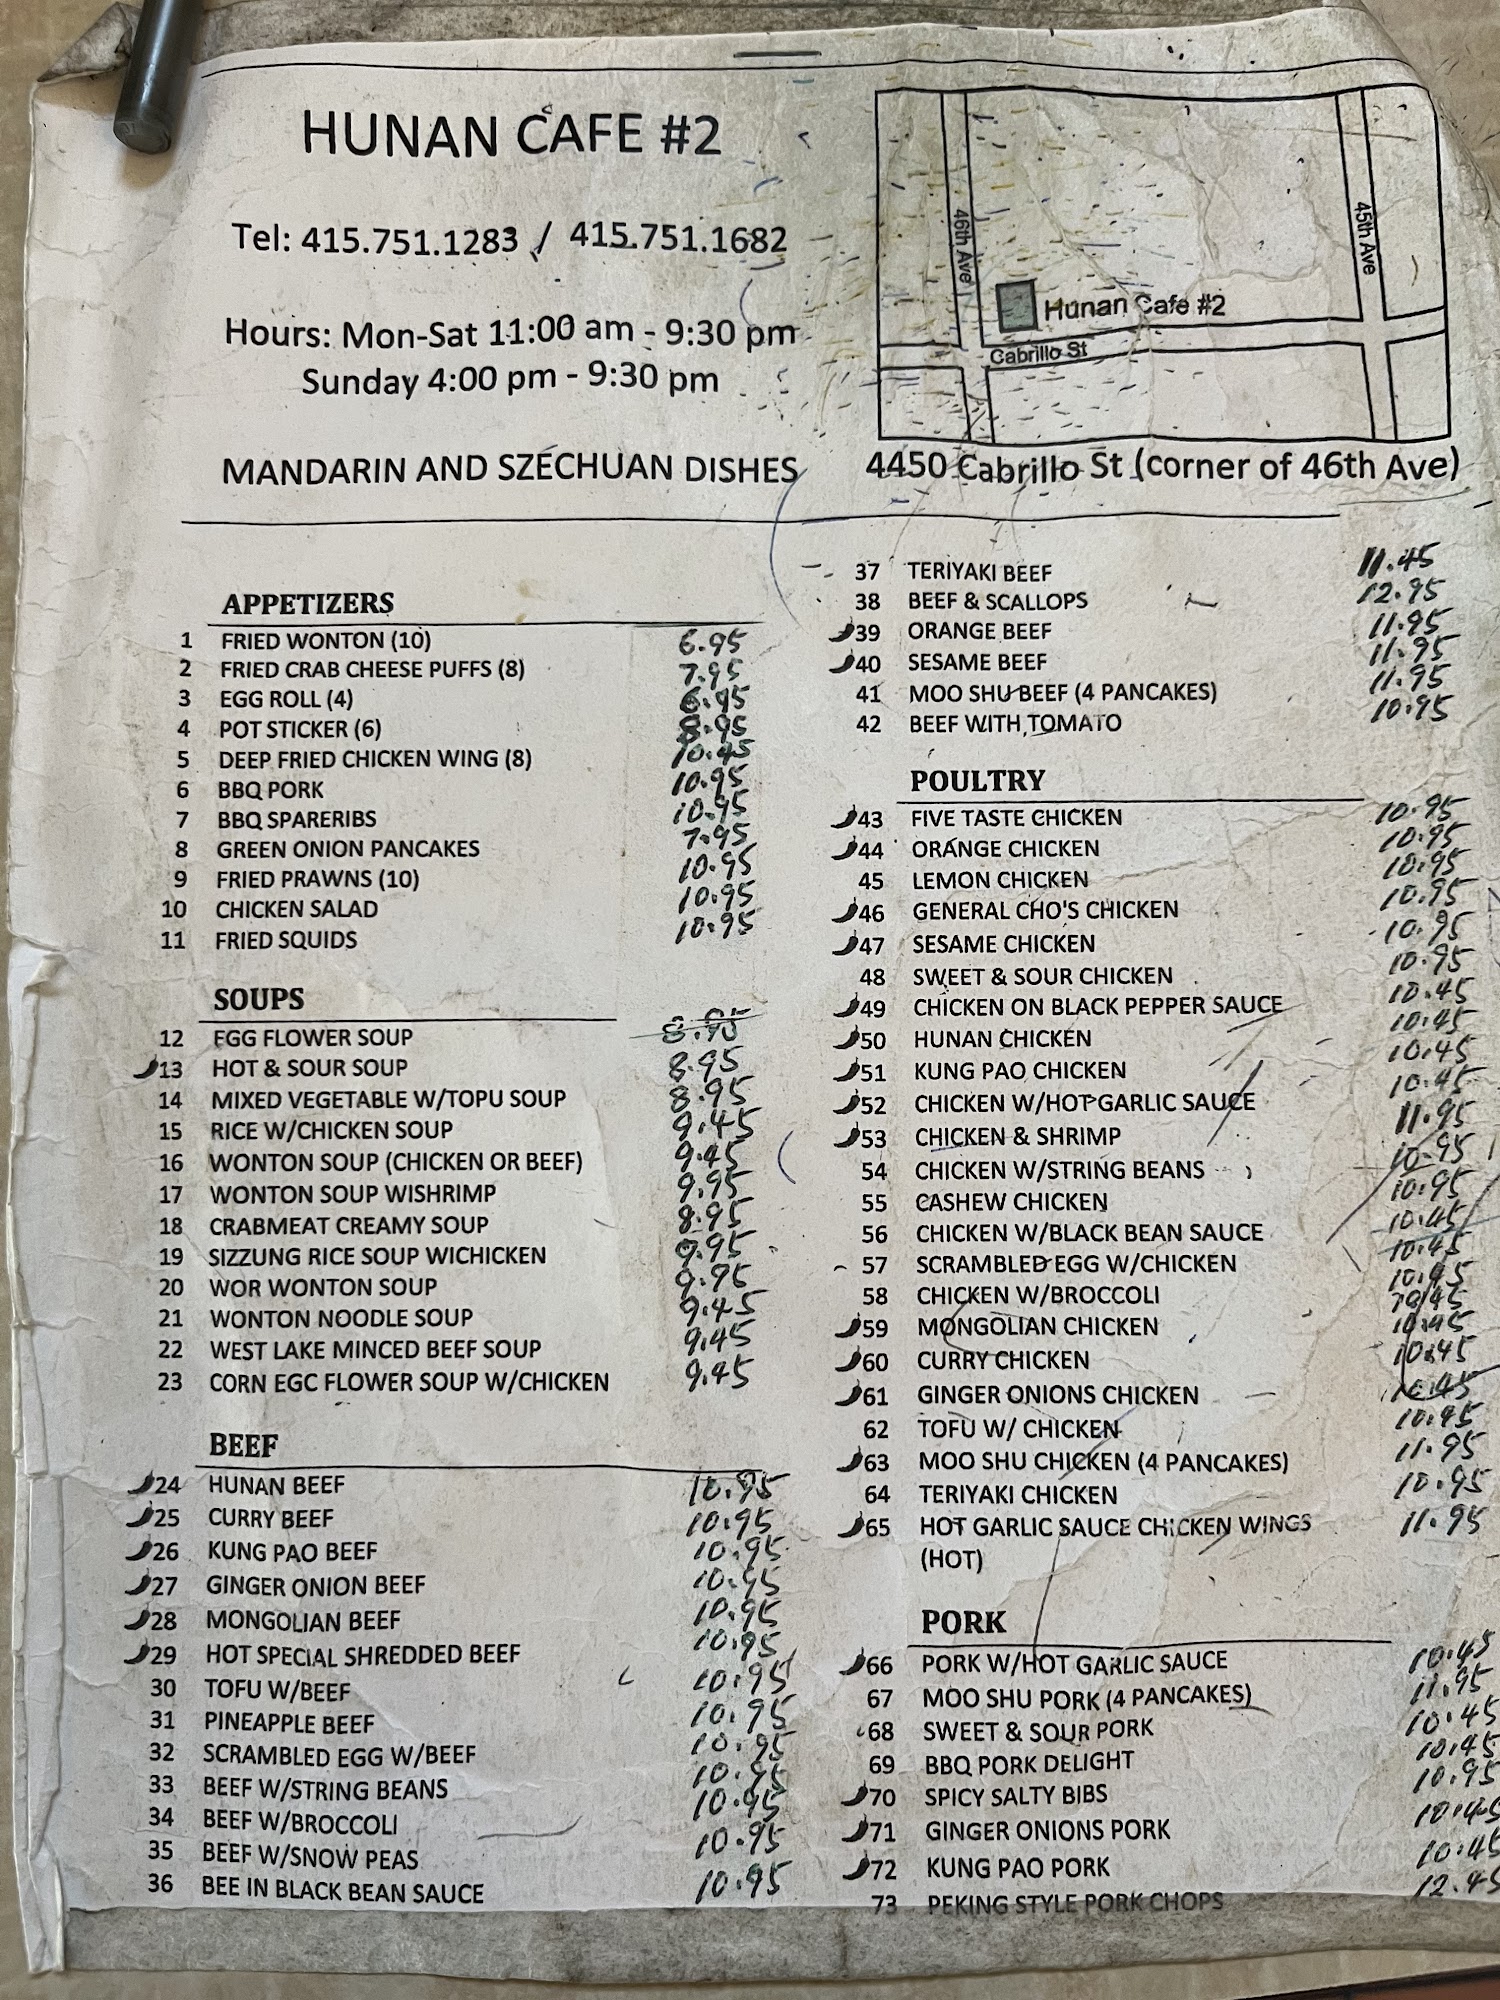 HUNAN CAFE #2
Tel: 415.751.1283 / 415.751.1682
Hours: Mon-Sat 11:00 am - 9:30 pm
Sunday 4:00 pm - 9:30 pm
MANDARIN AND SZECHUAN DISHES
46th Ave
45th Ave
Hunan Cafe #2
Cabrillo St
4450 Cabrillo St (corner of 46th Ave)
APPETIZERS
1 FRIED WONTON (10) 6.95
2 FRIED CRAB CHEESE PUFFS (8) 7.95
3 EGG ROLL (4) 6.95
4 POT STICKER (6) 8.95
5 DEEP FRIED CHICKEN WING (8) 10.45
6 BBQ PORK 10.95
7 BBQ SPARERIBS 10.95
8 GREEN ONION PANCAKES 7.95
9 FRIED PRAWNS (10) 10.95
10 CHICKEN SALAD 10.95
11 FRIED SQUIDS 10.95
SOUPS
12 EGG FLOWER SOUP 8.95
13 HOT & SOUR SOUP 8.95
14 MIXED VEGETABLE W/TOPU SOUP 8.95
15 RICE W/CHICKEN SOUP 9.45
16 WONTON SOUP (CHICKEN OR BEEF) 9.45
17 WONTON SOUP WISHRIMP 9.95
18 CRABMEAT CREAMY SOUP 8.95
19 SIZZUNG RICE SOUP WICHICKEN 9.95
20 WOR WONTON SOUP 9.95
21 WONTON NOODLE SOUP 9.45
22 WEST LAKE MINCED BEEF SOUP 9.45
23 CORN EGC FLOWER SOUP W/CHICKEN 9.45
BEEF
24 HUNAN BEEF 10.95
25 CURRY BEEF 10.95
26 KUNG PAO BEEF 10.95
27 GINGER ONION BEEF 10.95
28 MONGOLIAN BEEF 10.95
29 HOT SPECIAL SHREDDED BEEF 10.95
30 TOFU W/BEEF 10.95
31 PINEAPPLE BEEF 10.95
32 SCRAMBLED EGG W/BEEF 10.95
33 BEEF W/STRING BEANS 10.95
34 BEEF W/BROCCOLI 10.95
35 BEEF W/SNOW PEAS 10.95
36 BEE IN BLACK BEAN SAUCE 10.95
37 TERIYAKI BEEF 11.45
38 BEEF & SCALLOPS 12.95
39 ORANGE BEEF 11.95
40 SESAME BEEF 11.95
41 MOO SHU BEEF (4 PANCAKES) 11.95
42 BEEF WITH TOMATO 10.95
POULTRY
43 FIVE TASTE CHICKEN 10.95
44 ORANGE CHICKEN 10.95
45 LEMON CHICKEN 10.95
46 GENERAL CHO'S CHICKEN 10.95
47 SESAME CHICKEN 10.95
48 SWEET & SOUR CHICKEN 10.95
49 CHICKEN ON BLACK PEPPER SAUCE 10.45
50 HUNAN CHICKEN 10.45
51 KUNG PAO CHICKEN 10.45
52 CHICKEN W/HOT GARLIC SAUCE 10.45
53 CHICKEN & SHRIMP 11.95
54 CHICKEN W/STRING BEANS 10.95
55 CASHEW CHICKEN 10.95
56 CHICKEN W/BLACK BEAN SAUCE 10.45
57 SCRAMBLED EGG W/CHICKEN 10.45
58 CHICKEN W/BROCCOLI 10.45
59 MONGOLIAN CHICKEN 10.45
60 CURRY CHICKEN 10.45
61 GINGER ONIONS CHICKEN 10.45
62 TOFU W/ CHICKEN 10.95
63 MOO SHU CHICKEN (4 PANCAKES) 11.95
64 TERIYAKI CHICKEN 10.95
65 HOT GARLIC SAUCE CHICKEN WINGS 11.95
(HOT)
PORK
66 PORK W/HOT GARLIC SAUCE 10.45
67 MOO SHU PORK (4 PANCAKES) 11.95
68 SWEET & SOUR PORK 10.45
69 BBQ PORK DELIGHT 10.45
70 SPICY SALTY BIBS 10.95
71 GINGER ONIONS PORK 10.45
72 KUNG PAO PORK 10.45
73 PEKING STYLE PORK CHOPS 12.45